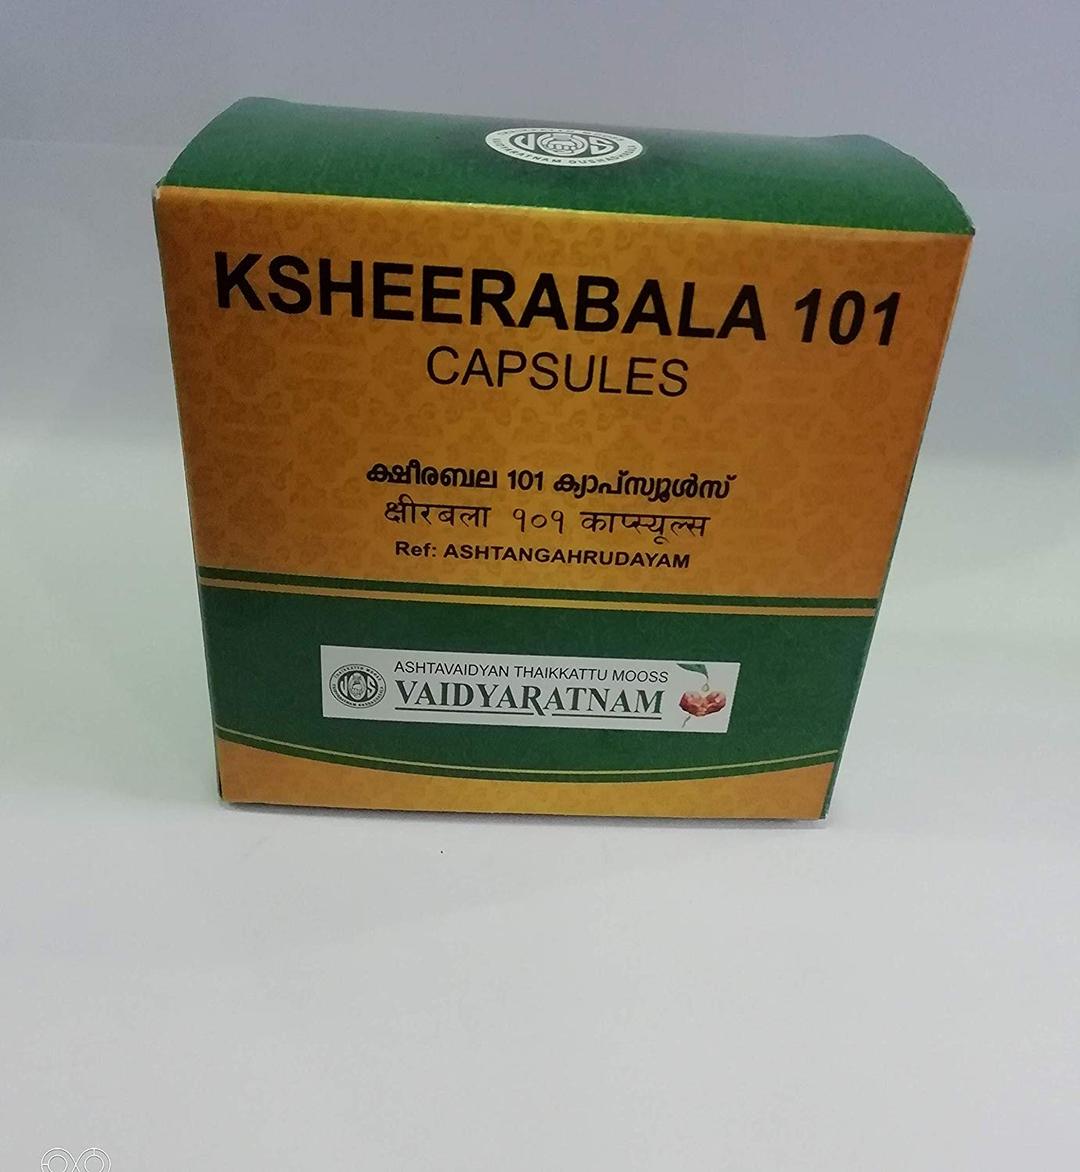 KSHEERABALA 101
CAPSULES
ക്ഷീരബല 101 ക്യാപ്സ്യൂൾസ്
क्षीरबला १०१ काप्स्यूल्स
Ref: ASHTANGAHRUDAYAM
ASHTAVAIDYAN THAIKKATTU MOOSS
VAIDYARATNAM